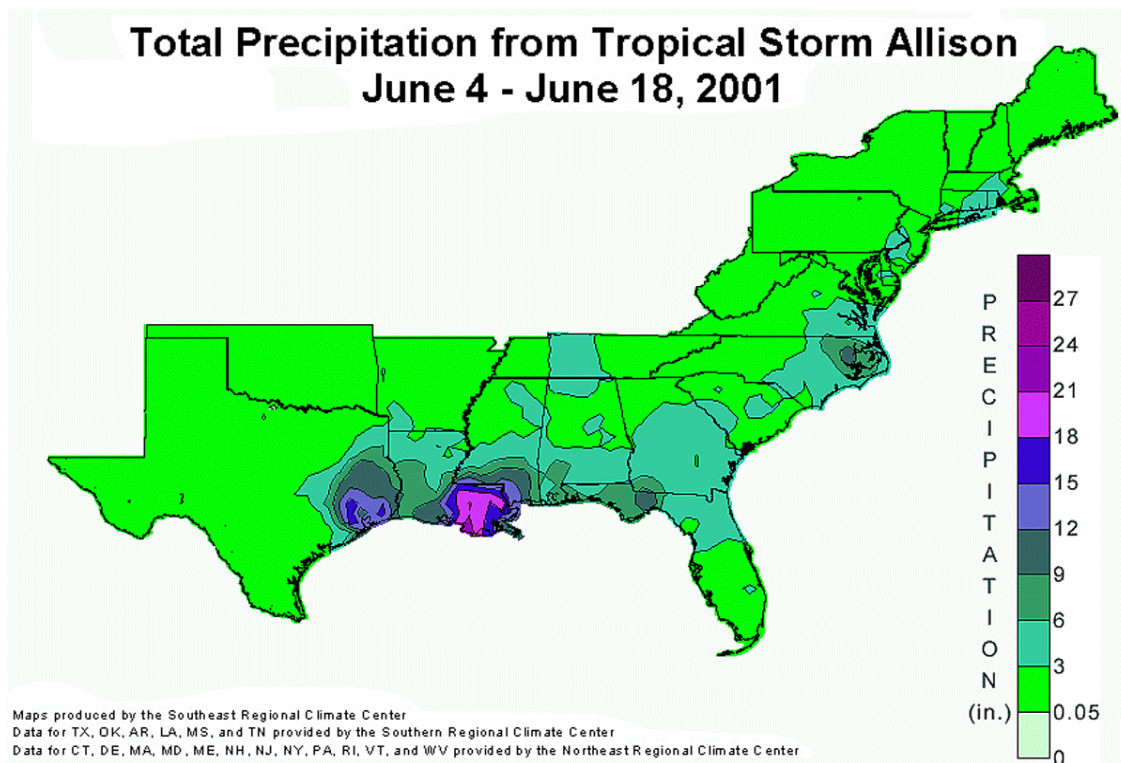 Total Precipitation from Tropical Storm Allison
June 4 - June 18, 2001
PRECIPITATION
(in.)
27
24
21
18
15
12
9
6
3
0.05
0
Maps produced by the Southeast Regional Climate Center
Data for TX, OK, AR, LA, MS, and TN provided by the Southern Regional Climate Center
Data for CT, DE, MA, MD, ME, NH, NJ, NY, PA, RI, VT, and WV provided by the Northeast Regional Climate Center